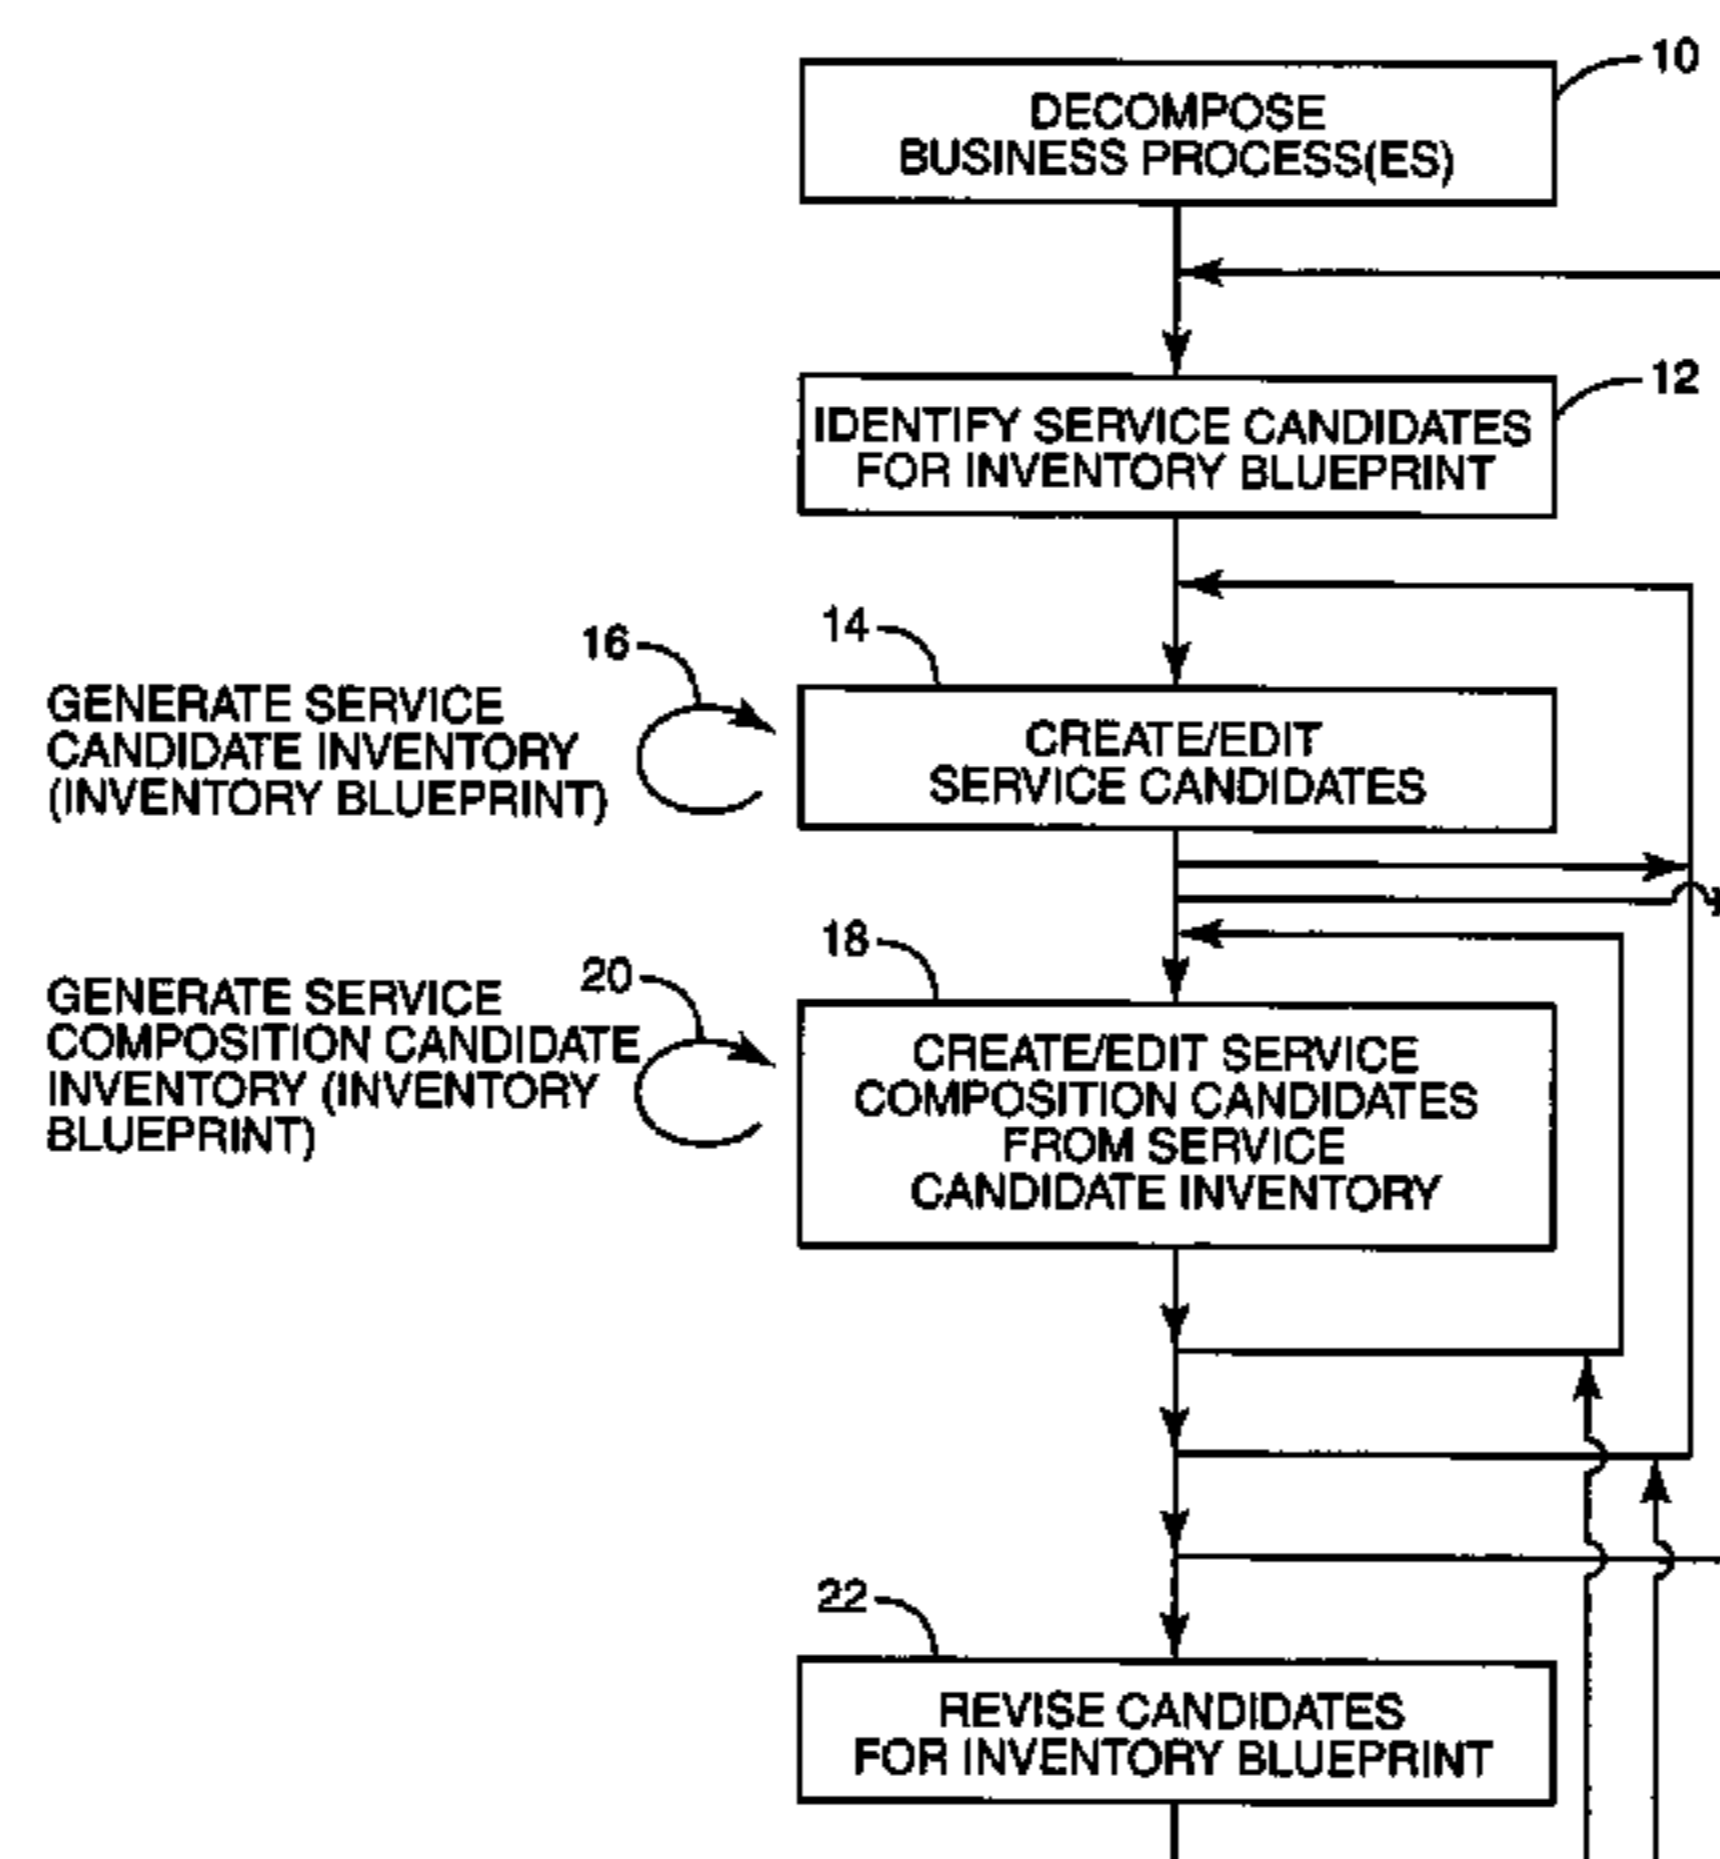 10
DECOMPOSE
BUSINESS PROCESS(ES)
12
IDENTIFY SERVICE CANDIDATES
FOR INVENTORY BLUEPRINT
14
16
GENERATE SERVICE
CANDIDATE INVENTORY
(INVENTORY BLUEPRINT)
CREATE/EDIT
SERVICE CANDIDATES
18
20
GENERATE SERVICE
COMPOSITION CANDIDATE
INVENTORY (INVENTORY
BLUEPRINT)
CREATE/EDIT SERVICE
COMPOSITION CANDIDATES
FROM SERVICE
CANDIDATE INVENTORY
22
REVISE CANDIDATES
FOR INVENTORY BLUEPRINT